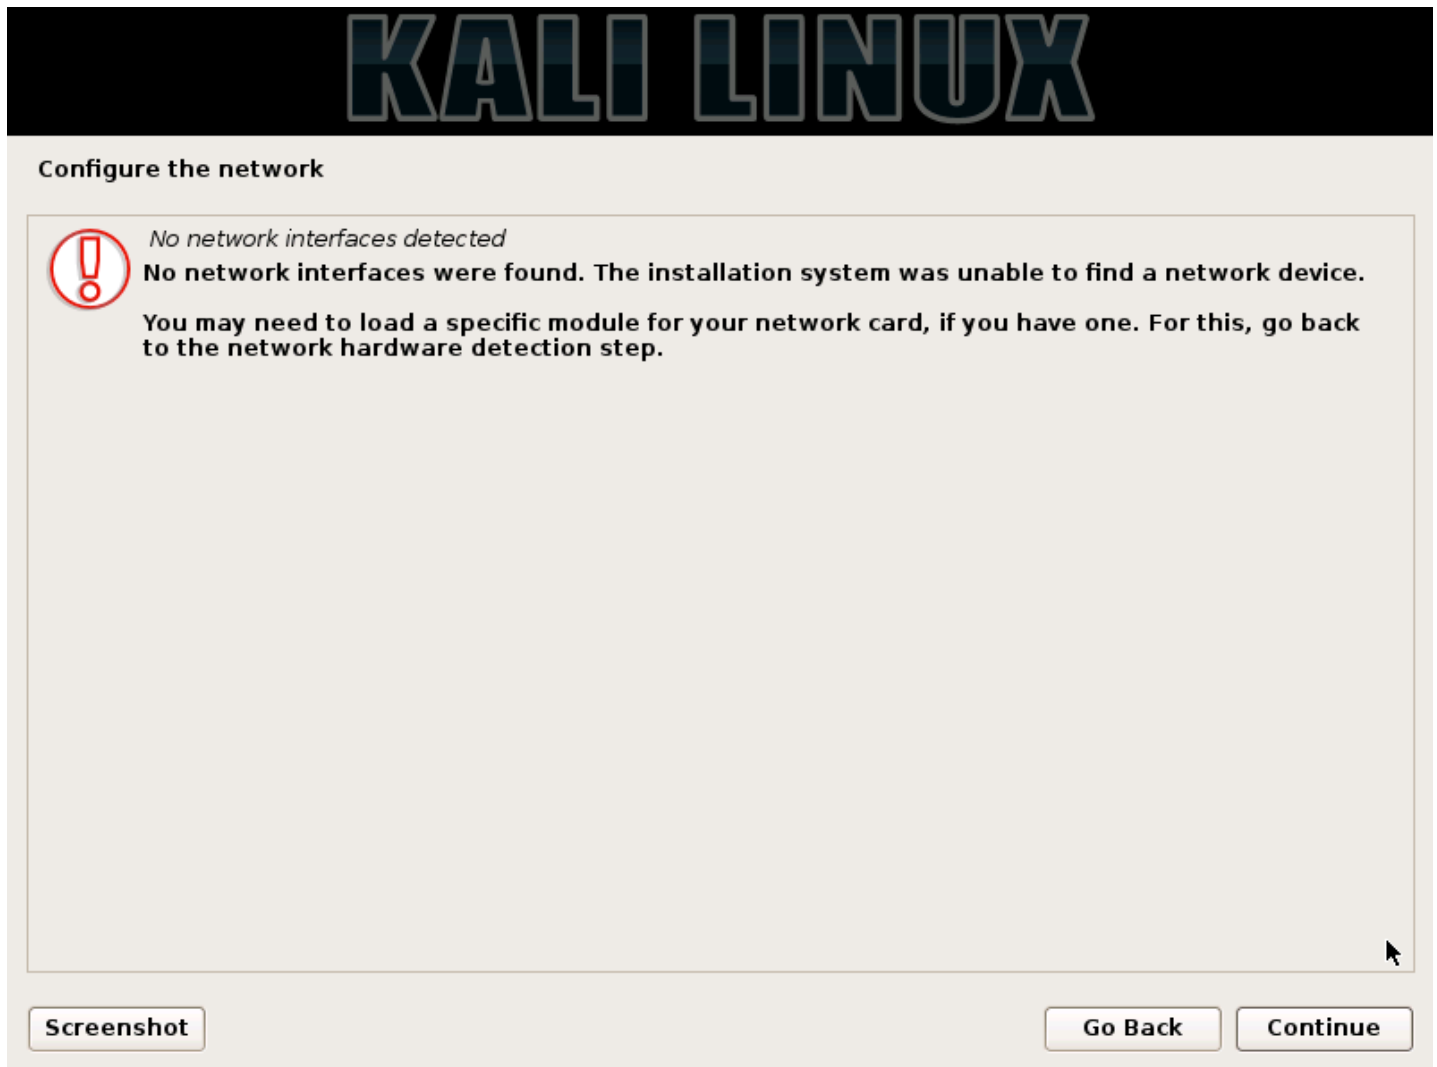 KALI LINUX
Configure the network
No network interfaces detected
No network interfaces were found. The installation system was unable to find a network device.
You may need to load a specific module for your network card, if you have one. For this, go back
to the network hardware detection step.
Screenshot
Go Back
Continue